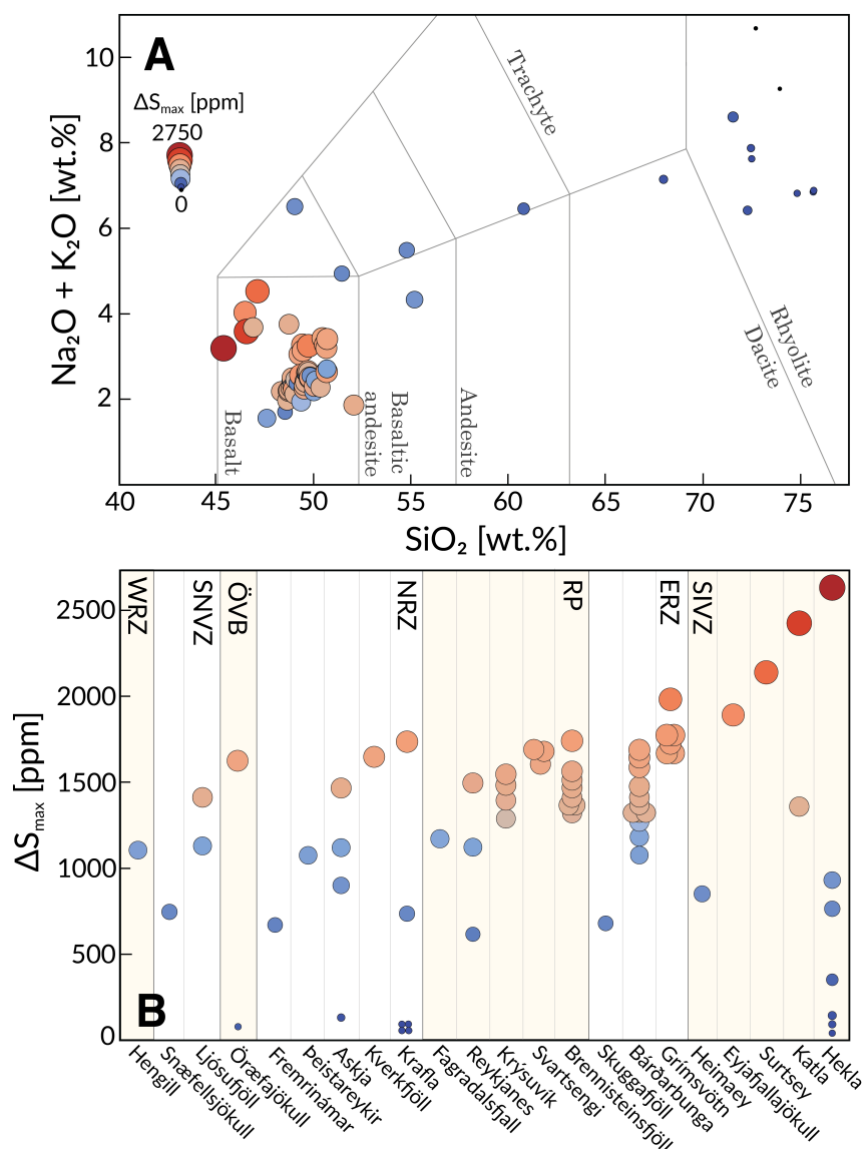 A
ΔSmax [ppm]
2750
0
Na₂O + K₂O [wt.%]
10
8
6
4
2
Trachyte
Rhyolite
Dacite
Basalt
Basaltic
andesite
Andesite
40 45 50 55 60 65 70 75
SiO₂ [wt.%]
ΔSmax [ppm]
2500
2000
1500
1000
500
0
WRZ SNVZ ÖVB NRZ RP ERZ SIVZ
B
Hengill
Snæfellsjökull
Ljósufjöll
Öræfajökull
Fremrinámar
Þeistareykir
Askja
Kverkfjöll
Krafla
Fagradalsfjall
Reykjanes
Krýsuvík
Svartsengi
Brennisteinsfjöll
Skuggafjöll
Bárðarbunga
Grímsvötn
Heimaey
Eyjafjallajökull
Surtsey
Katla
Hekla